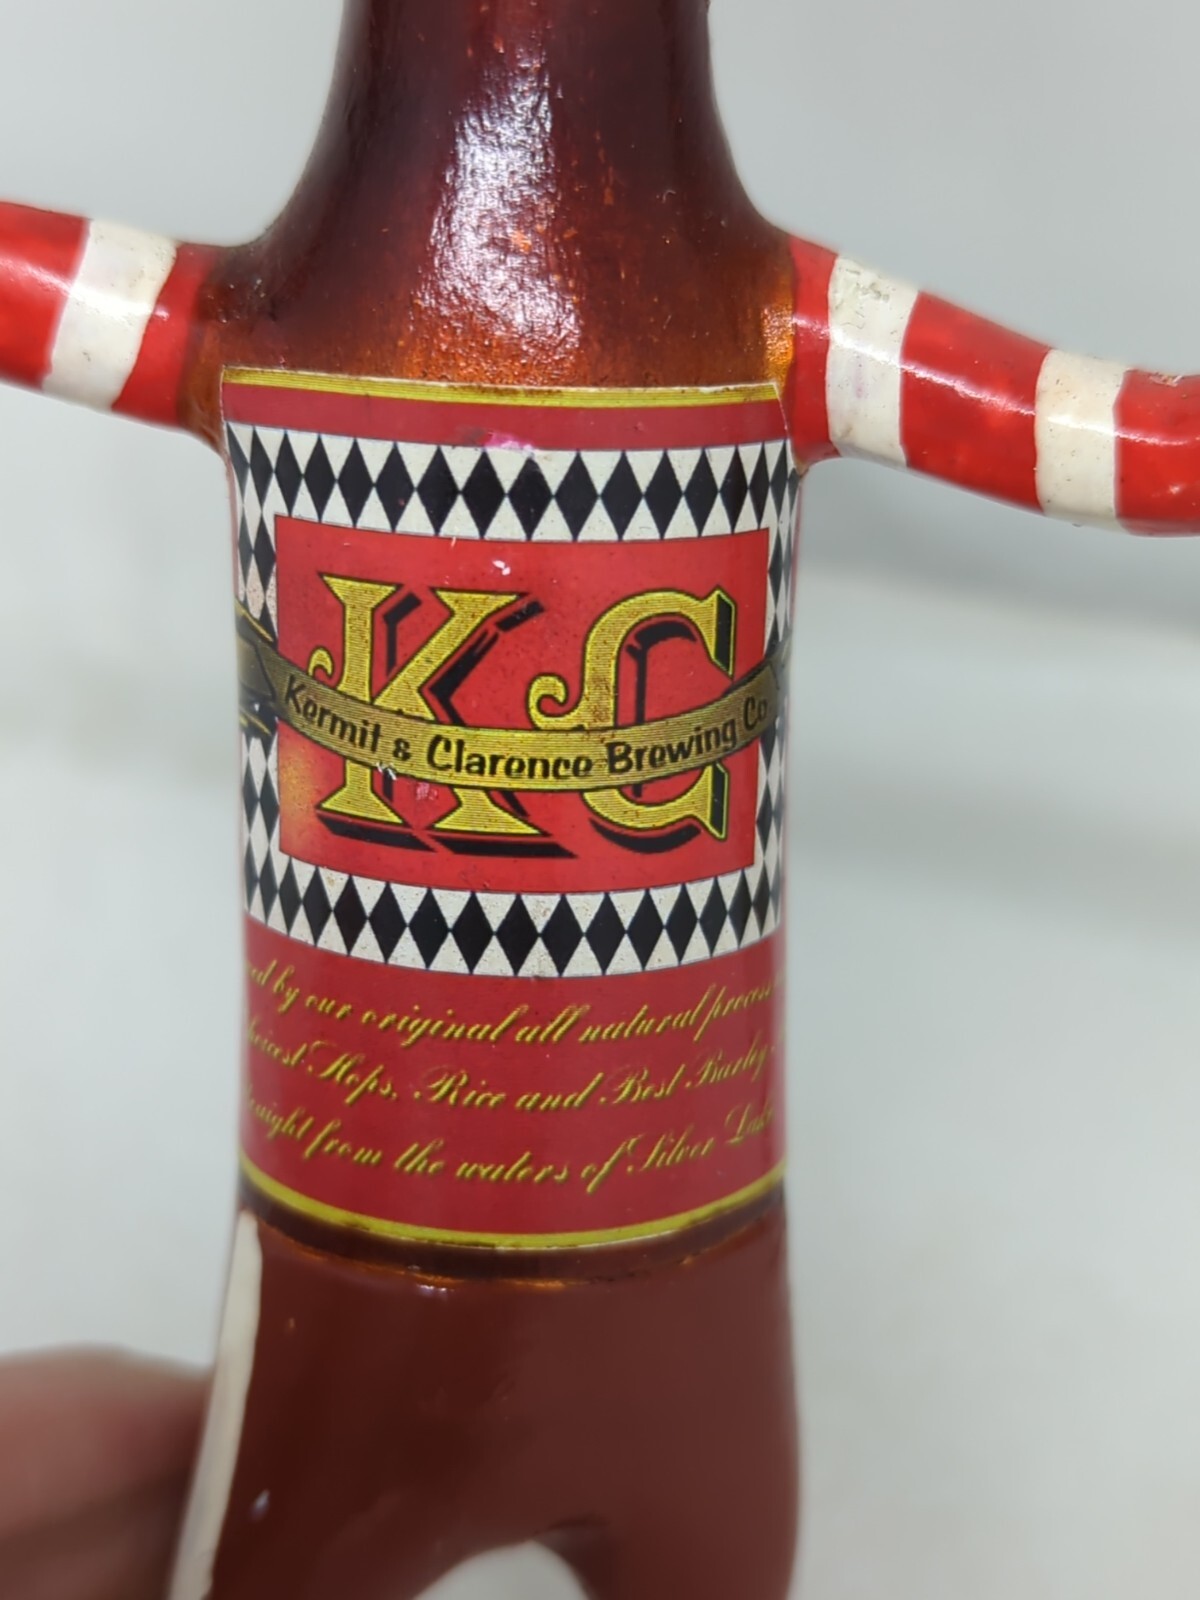 KC
Kermit & Clarence Brewing Co
by our original all natural process
Hops, Rice and Best Barley
from the waters of Silver Lake